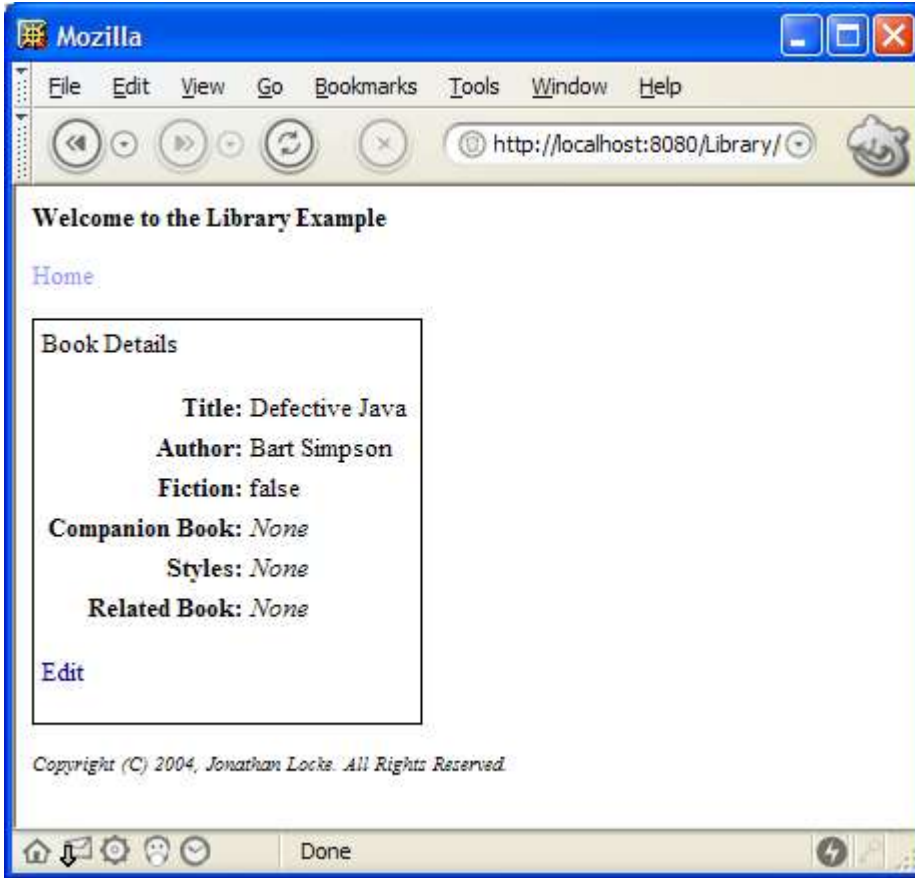 Mozilla
File Edit View Go Bookmarks Tools Window Help
http://localhost:8080/Library/
Welcome to the Library Example
Home
Book Details
Title: Defective Java
Author: Bart Simpson
Fiction: false
Companion Book: None
Styles: None
Related Book: None
Edit
Copyright (C) 2004, Jonathan Locke. All Rights Reserved.
Done